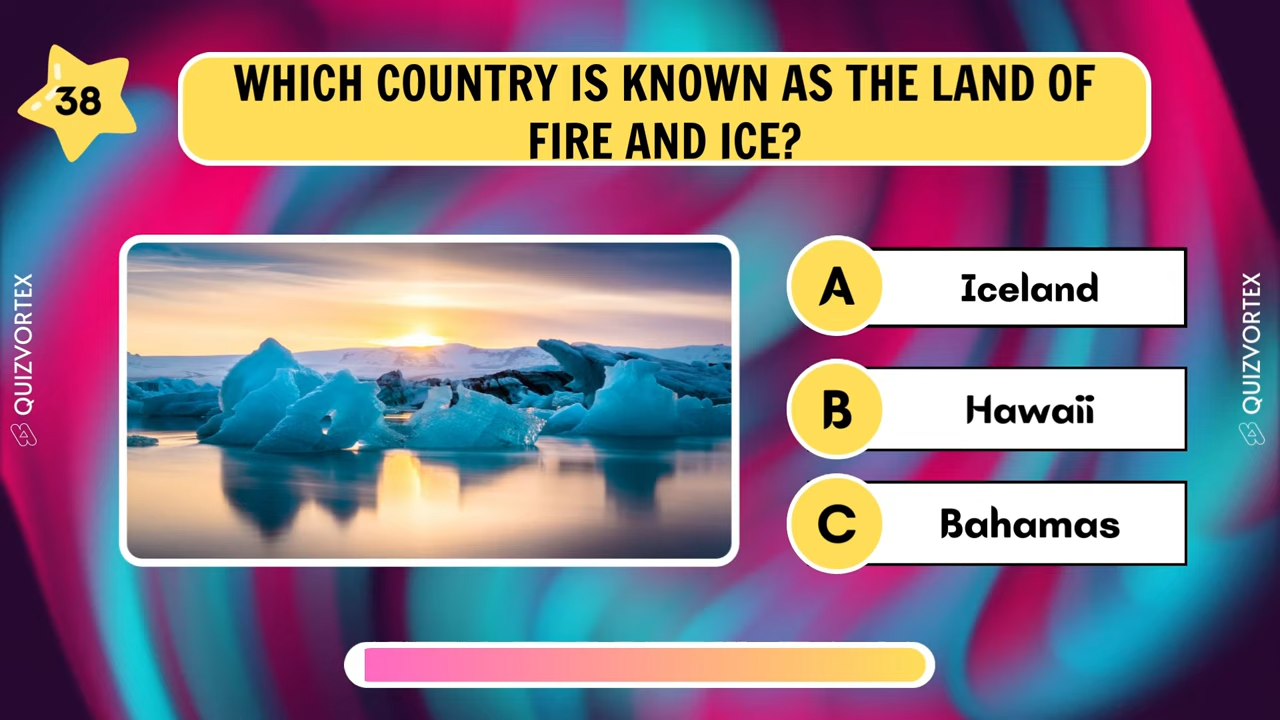 38
WHICH COUNTRY IS KNOWN AS THE LAND OF
FIRE AND ICE?
A
Iceland
B
Hawaii
C
Bahamas
QUIZVORTEX
QUIZVORTEX